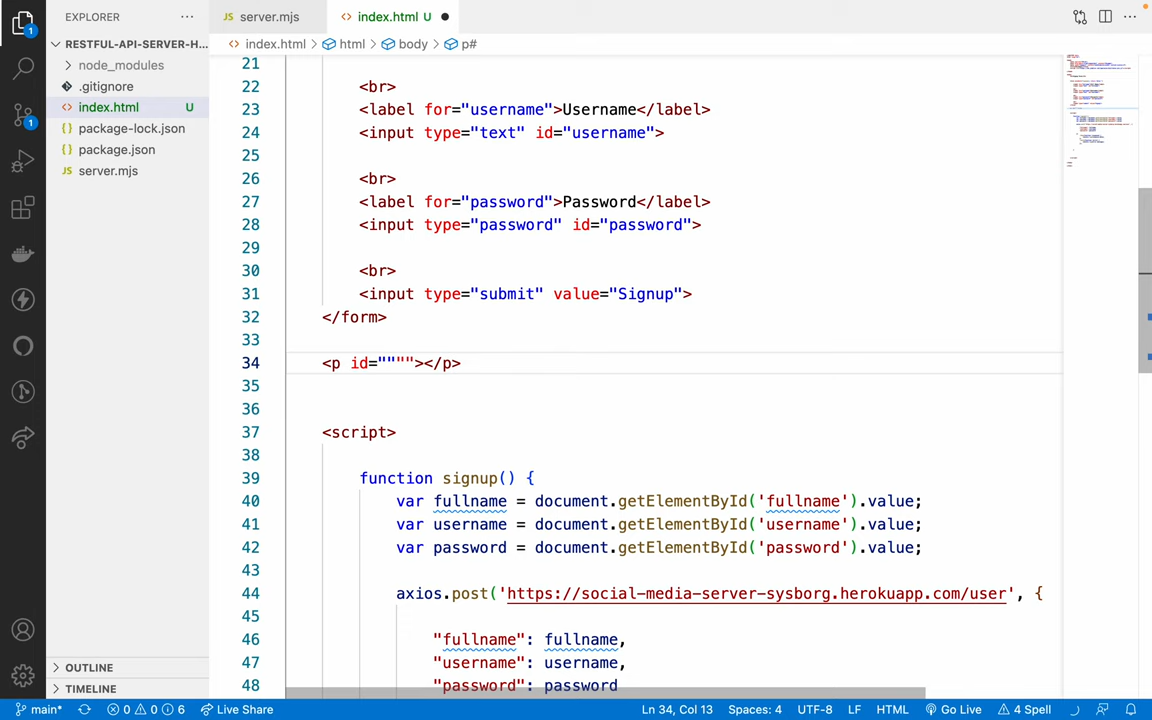 EXPLORER ···
JS server.mjs
<> index.html U ●
···
1
RESTFUL-API-SERVER-H...
<> index.html > html > body > p#
node_modules
.gitignore
<> index.html U
{} package-lock.json
{} package.json
JS server.mjs
21
22 <br>
23 <label for="username">Username</label>
24 <input type="text" id="username">
25
26 <br>
27 <label for="password">Password</label>
28 <input type="password" id="password">
29
30 <br>
31 <input type="submit" value="Signup">
32 </form>
33
34 <p id=""""></p>
35
36
37 <script>
38
39 function signup() {
40 var fullname = document.getElementById('fullname').value;
41 var username = document.getElementById('username').value;
42 var password = document.getElementById('password').value;
43
44 axios.post('https://social-media-server-sysborg.herokuapp.com/user', {
45
46 "fullname": fullname,
47 "username": username,
48 "password": password
1
OUTLINE
TIMELINE
main* 0 0 6 Live Share Ln 34, Col 13 Spaces: 4 UTF-8 LF HTML Go Live 4 Spell